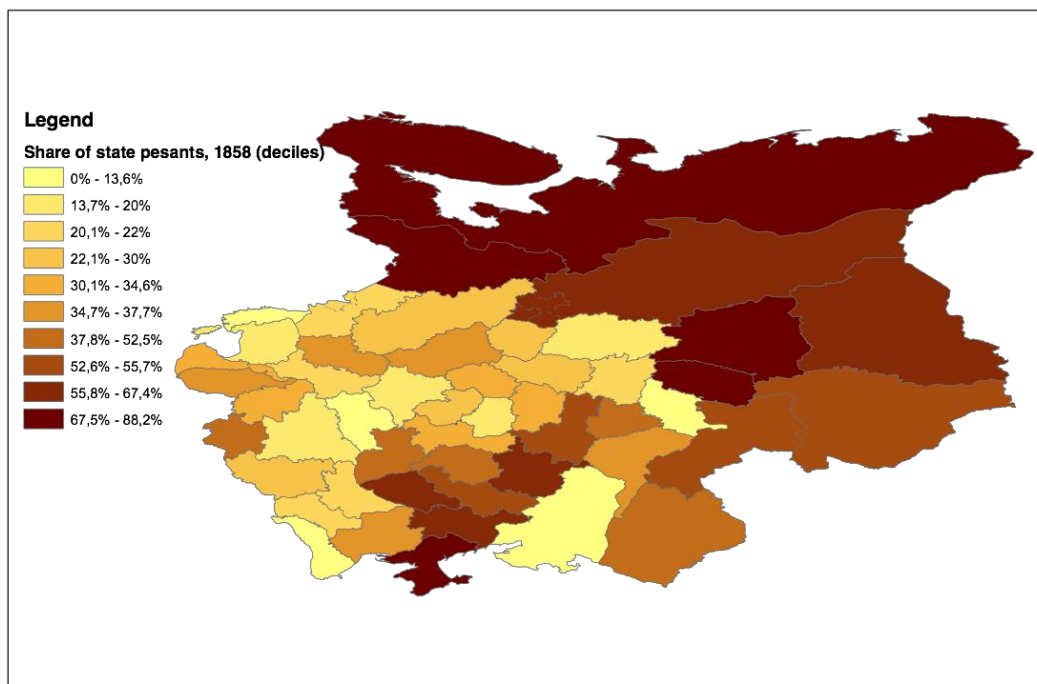 Legend
Share of state pesants, 1858 (deciles)
0% - 13,6%
13,7% - 20%
20,1% - 22%
22,1% - 30%
30,1% - 34,6%
34,7% - 37,7%
37,8% - 52,5%
52,6% - 55,7%
55,8% - 67,4%
67,5% - 88,2%